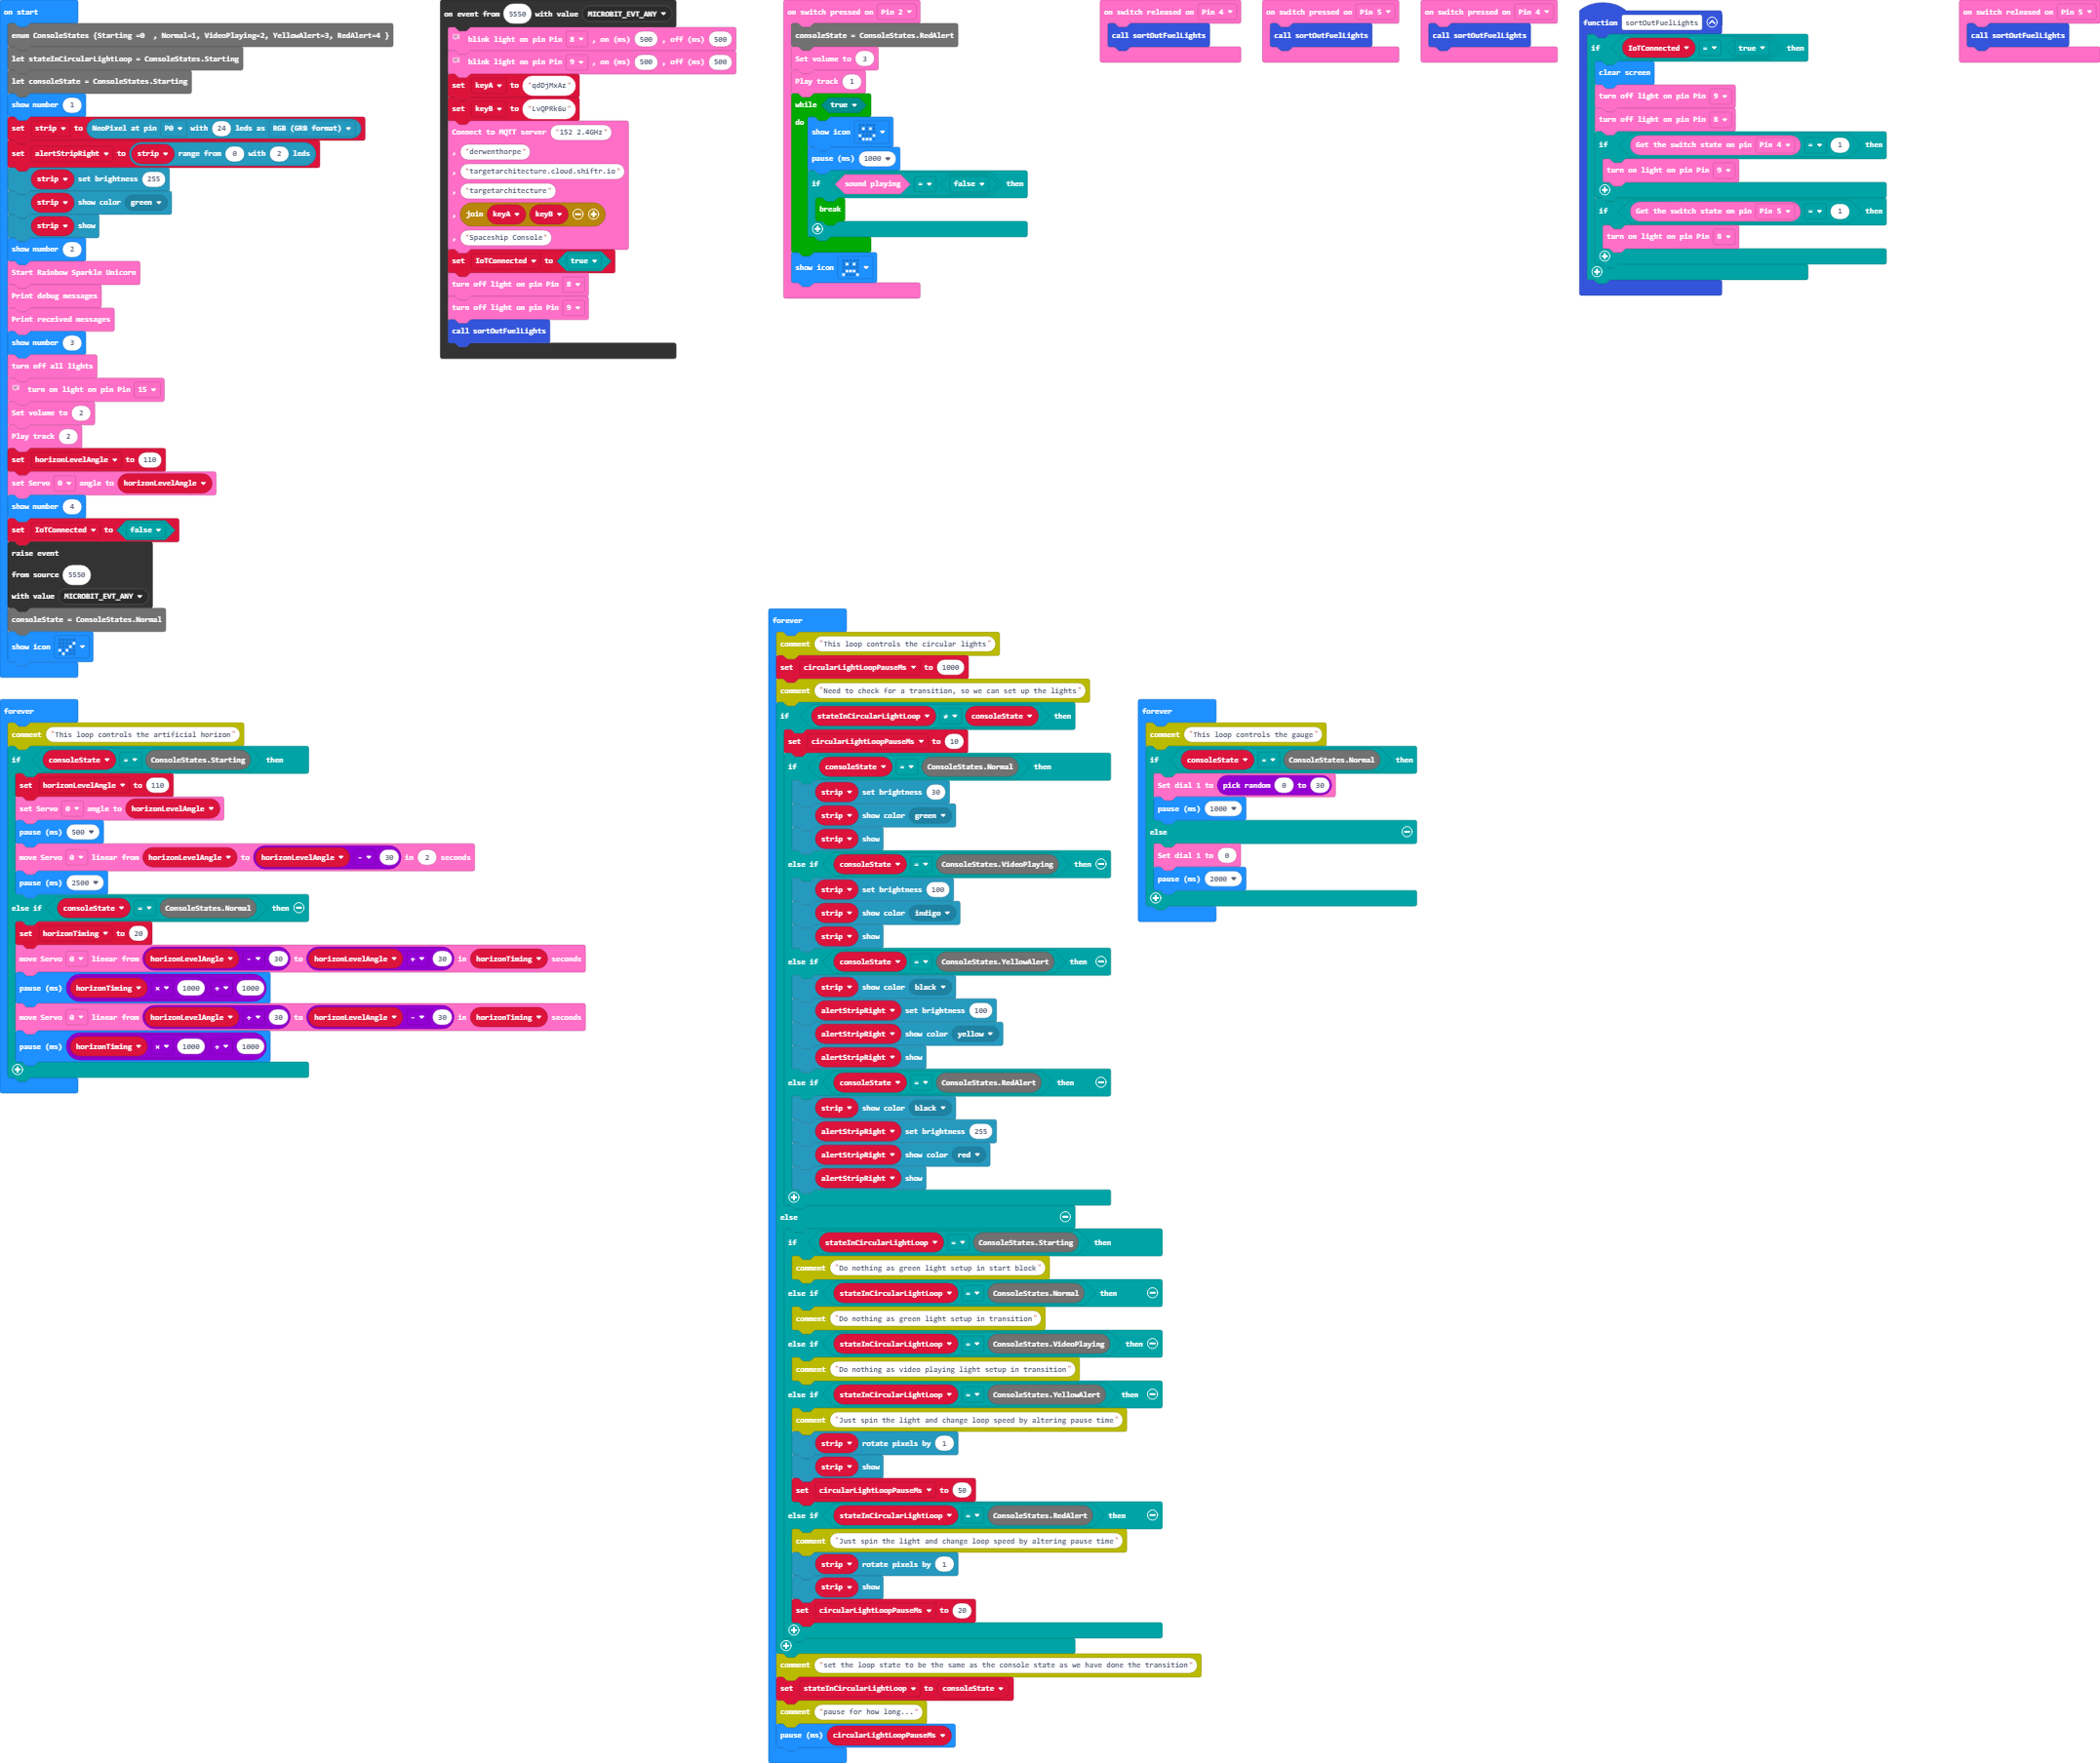 on start
enum ConsoleStates {Starting =0 , Normal=1, VideoPlaying=2, YellowAlert=3, RedAlert=4 }
let stateInCircularLightLoop = ConsoleStates.Starting
let consoleState = ConsoleStates.Starting
show number 1
set strip to NeoPixel at pin P0 with 24 leds as RGB (GRB format)
set alertStripRight to strip range from 0 with 2 leds
strip set brightness 255
strip show color green
strip show
show number 2
Start Rainbow Sparkle Unicorn
Print debug messages
Print received messages
show number 3
turn off all lights
turn on light on pin Pin 15
Set volume to 2
Play track 2
set horizonLevelAngle to 110
set Servo 0 angle to horizonLevelAngle
show number 4
set IoTConnected to false
raise event
from source 5550
with value MICROBIT_EVT_ANY
consoleState = ConsoleStates.Normal
show icon
on event from 5550 with value MICROBIT_EVT_ANY
blink light on pin Pin 8 , on (ms) 500 , off (ms) 500
blink light on pin Pin 9 , on (ms) 500 , off (ms) 500
set keyA to "qdDjMxAz"
set keyB to "LvQPRk6u"
Connect to MQTT server "152 2.4GHz"
, "derwenthorpe"
, "targetarchitecture.cloud.shiftr.io"
, "targetarchitecture"
, join keyA keyB
, "Spaceship Console"
set IoTConnected to true
turn off light on pin Pin 8
turn off light on pin Pin 9
call sortOutFuelLights
on switch pressed on Pin 2
consoleState = ConsoleStates.RedAlert
Set volume to 3
Play track 1
while true
do
show icon
pause (ms) 1000
if sound playing = false then
break
show icon
on switch released on Pin 4
call sortOutFuelLights
on switch pressed on Pin 5
call sortOutFuelLights
on switch pressed on Pin 4
call sortOutFuelLights
function sortOutFuelLights
if IoTConnected = true then
clear screen
turn off light on pin Pin 9
turn off light on pin Pin 8
if Get the switch state on pin Pin 4 = 1 then
turn on light on pin Pin 9
if Get the switch state on pin Pin 5 = 1 then
turn on light on pin Pin 8
on switch released on Pin 5
call sortOutFuelLights
forever
comment "This loop controls the artificial horizon"
if consoleState = ConsoleStates.Starting then
set horizonLevelAngle to 110
set Servo 0 angle to horizonLevelAngle
pause (ms) 500
move Servo 0 linear from horizonLevelAngle to horizonLevelAngle - 30 in 2 seconds
pause (ms) 2500
else if consoleState = ConsoleStates.Normal then
set horizonTiming to 20
move Servo 0 linear from horizonLevelAngle - 30 to horizonLevelAngle + 30 in horizonTiming seconds
pause (ms) horizonTiming × 1000 + 1000
move Servo 0 linear from horizonLevelAngle + 30 to horizonLevelAngle - 30 in horizonTiming seconds
pause (ms) horizonTiming × 1000 + 1000
forever
comment "This loop controls the circular lights"
set circularLightLoopPauseMs to 1000
comment "Need to check for a transition, so we can set up the lights"
if stateInCircularLightLoop ≠ consoleState then
set circularLightLoopPauseMs to 10
if consoleState = ConsoleStates.Normal then
strip set brightness 30
strip show color green
strip show
else if consoleState = ConsoleStates.VideoPlaying then
strip set brightness 100
strip show color indigo
strip show
else if consoleState = ConsoleStates.YellowAlert then
strip show color black
alertStripRight set brightness 100
alertStripRight show color yellow
alertStripRight show
else if consoleState = ConsoleStates.RedAlert then
strip show color black
alertStripRight set brightness 255
alertStripRight show color red
alertStripRight show
else
if stateInCircularLightLoop = ConsoleStates.Starting then
comment "Do nothing as green light setup in start block"
else if stateInCircularLightLoop = ConsoleStates.Normal then
comment "Do nothing as green light setup in transition"
else if stateInCircularLightLoop = ConsoleStates.VideoPlaying then
comment "Do nothing as video playing light setup in transition"
else if stateInCircularLightLoop = ConsoleStates.YellowAlert then
comment "Just spin the light and change loop speed by altering pause time"
strip rotate pixels by 1
strip show
set circularLightLoopPauseMs to 50
else if stateInCircularLightLoop = ConsoleStates.RedAlert then
comment "Just spin the light and change loop speed by altering pause time"
strip rotate pixels by 1
strip show
set circularLightLoopPauseMs to 20
comment "set the loop state to be the same as the console state as we have done the transition"
set stateInCircularLightLoop to consoleState
comment "pause for how long..."
pause (ms) circularLightLoopPauseMs
forever
comment "This loop controls the gauge"
if consoleState = ConsoleStates.Normal then
Set dial 1 to pick random 0 to 30
pause (ms) 1000
else
Set dial 1 to 0
pause (ms) 2000